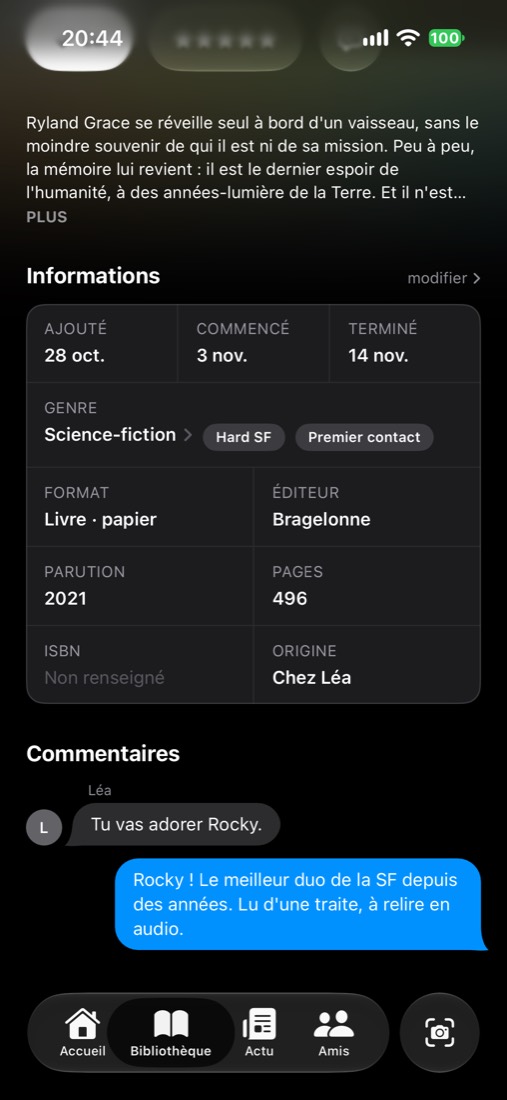 20:44
100
Ryland Grace se réveille seul à bord d'un vaisseau, sans le
moindre souvenir de qui il est ni de sa mission. Peu à peu,
la mémoire lui revient : il est le dernier espoir de
l'humanité, à des années-lumière de la Terre. Et il n'est...
PLUS
Informations
modifier
AJOUTÉ
28 oct.
COMMENCÉ
3 nov.
TERMINÉ
14 nov.
GENRE
Science-fiction
Hard SF
Premier contact
FORMAT
Livre · papier
ÉDITEUR
Bragelonne
PARUTION
2021
PAGES
496
ISBN
Non renseigné
ORIGINE
Chez Léa
Commentaires
Léa
L
Tu vas adorer Rocky.
Rocky ! Le meilleur duo de la SF depuis
des années. Lu d'une traite, à relire en
audio.
Accueil
Bibliothèque
Actu
Amis